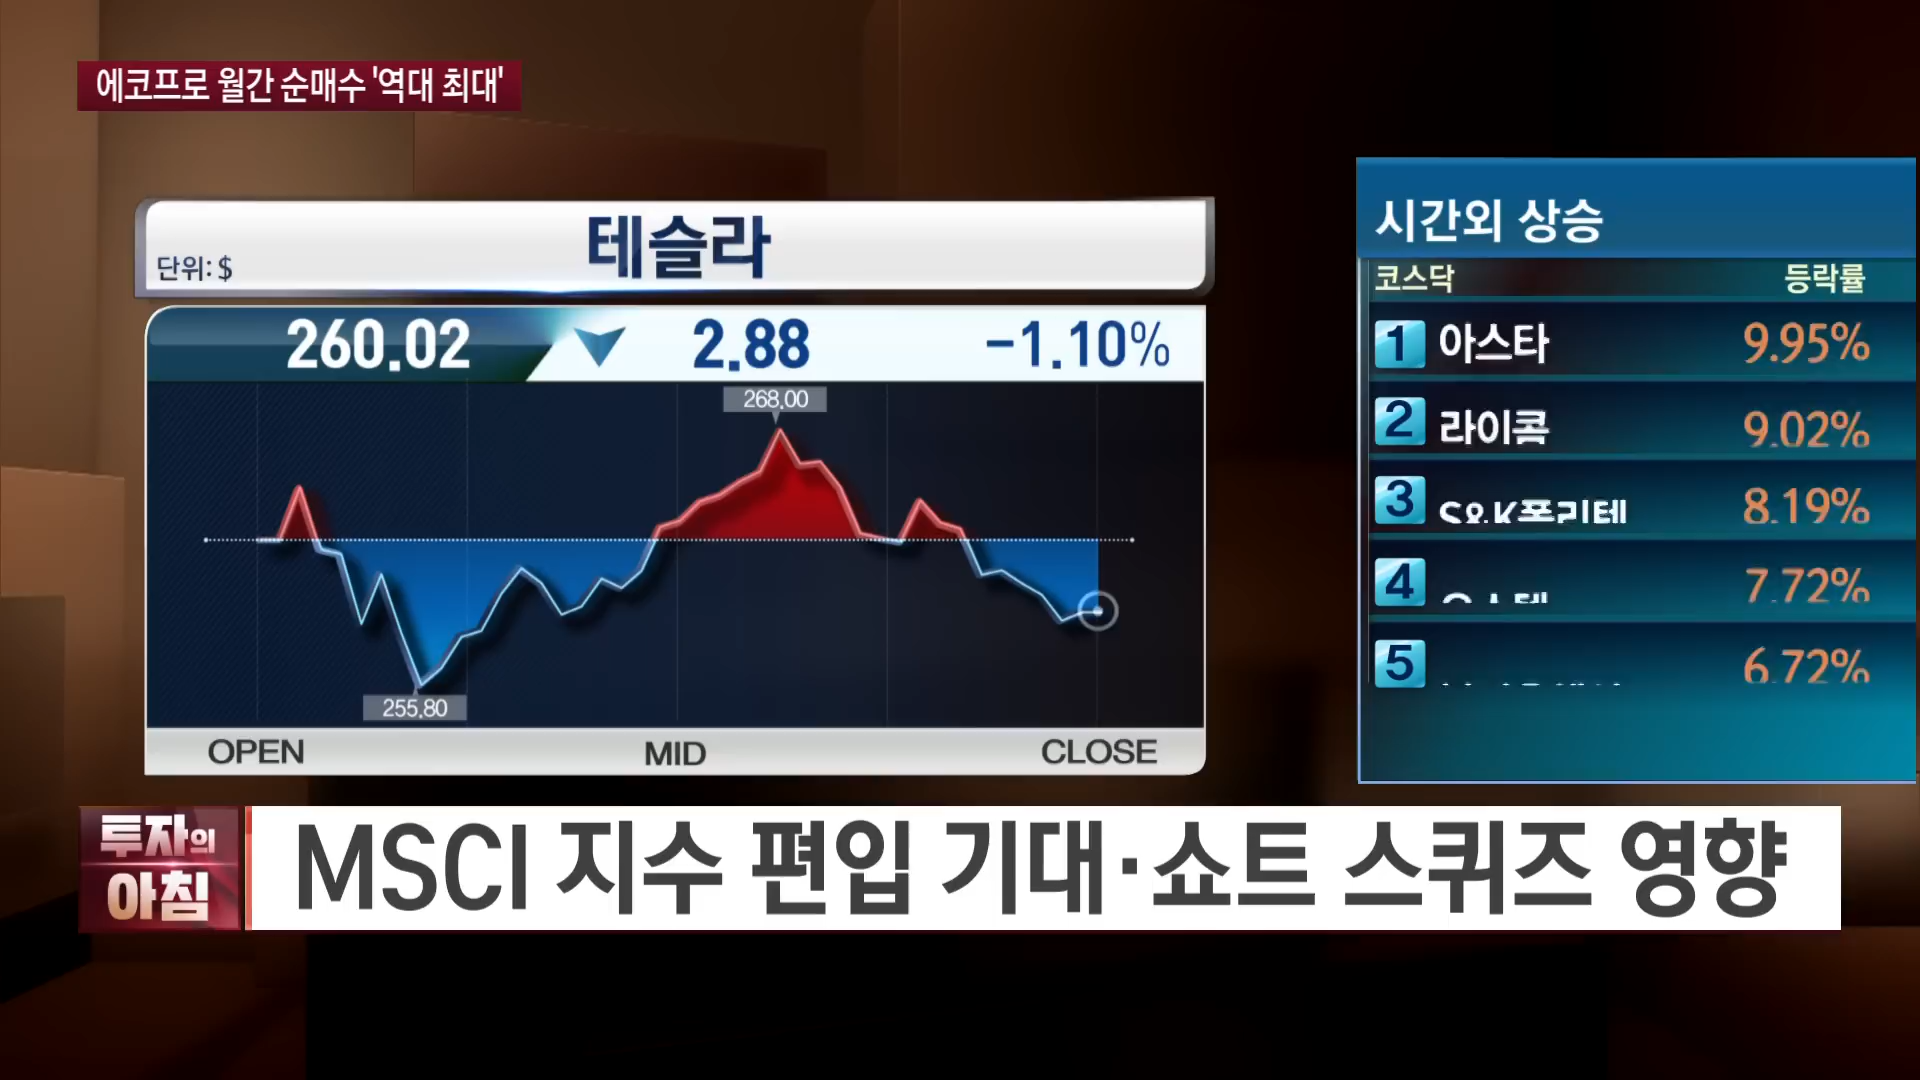 에코프로 월간 순매수 '역대 최대'
테슬라
단위: $
260.02 ▼ 2.88 -1.10%
268.00
255.80
OPEN MID CLOSE
시간외 상승
코스닥 등락률
1 아스타 9.95%
2 라이콤 9.02%
3 S&K폴리텍 8.19%
4 7.72%
5 6.72%
투자의
아침
MSCI 지수 편입 기대·쇼트 스퀴즈 영향